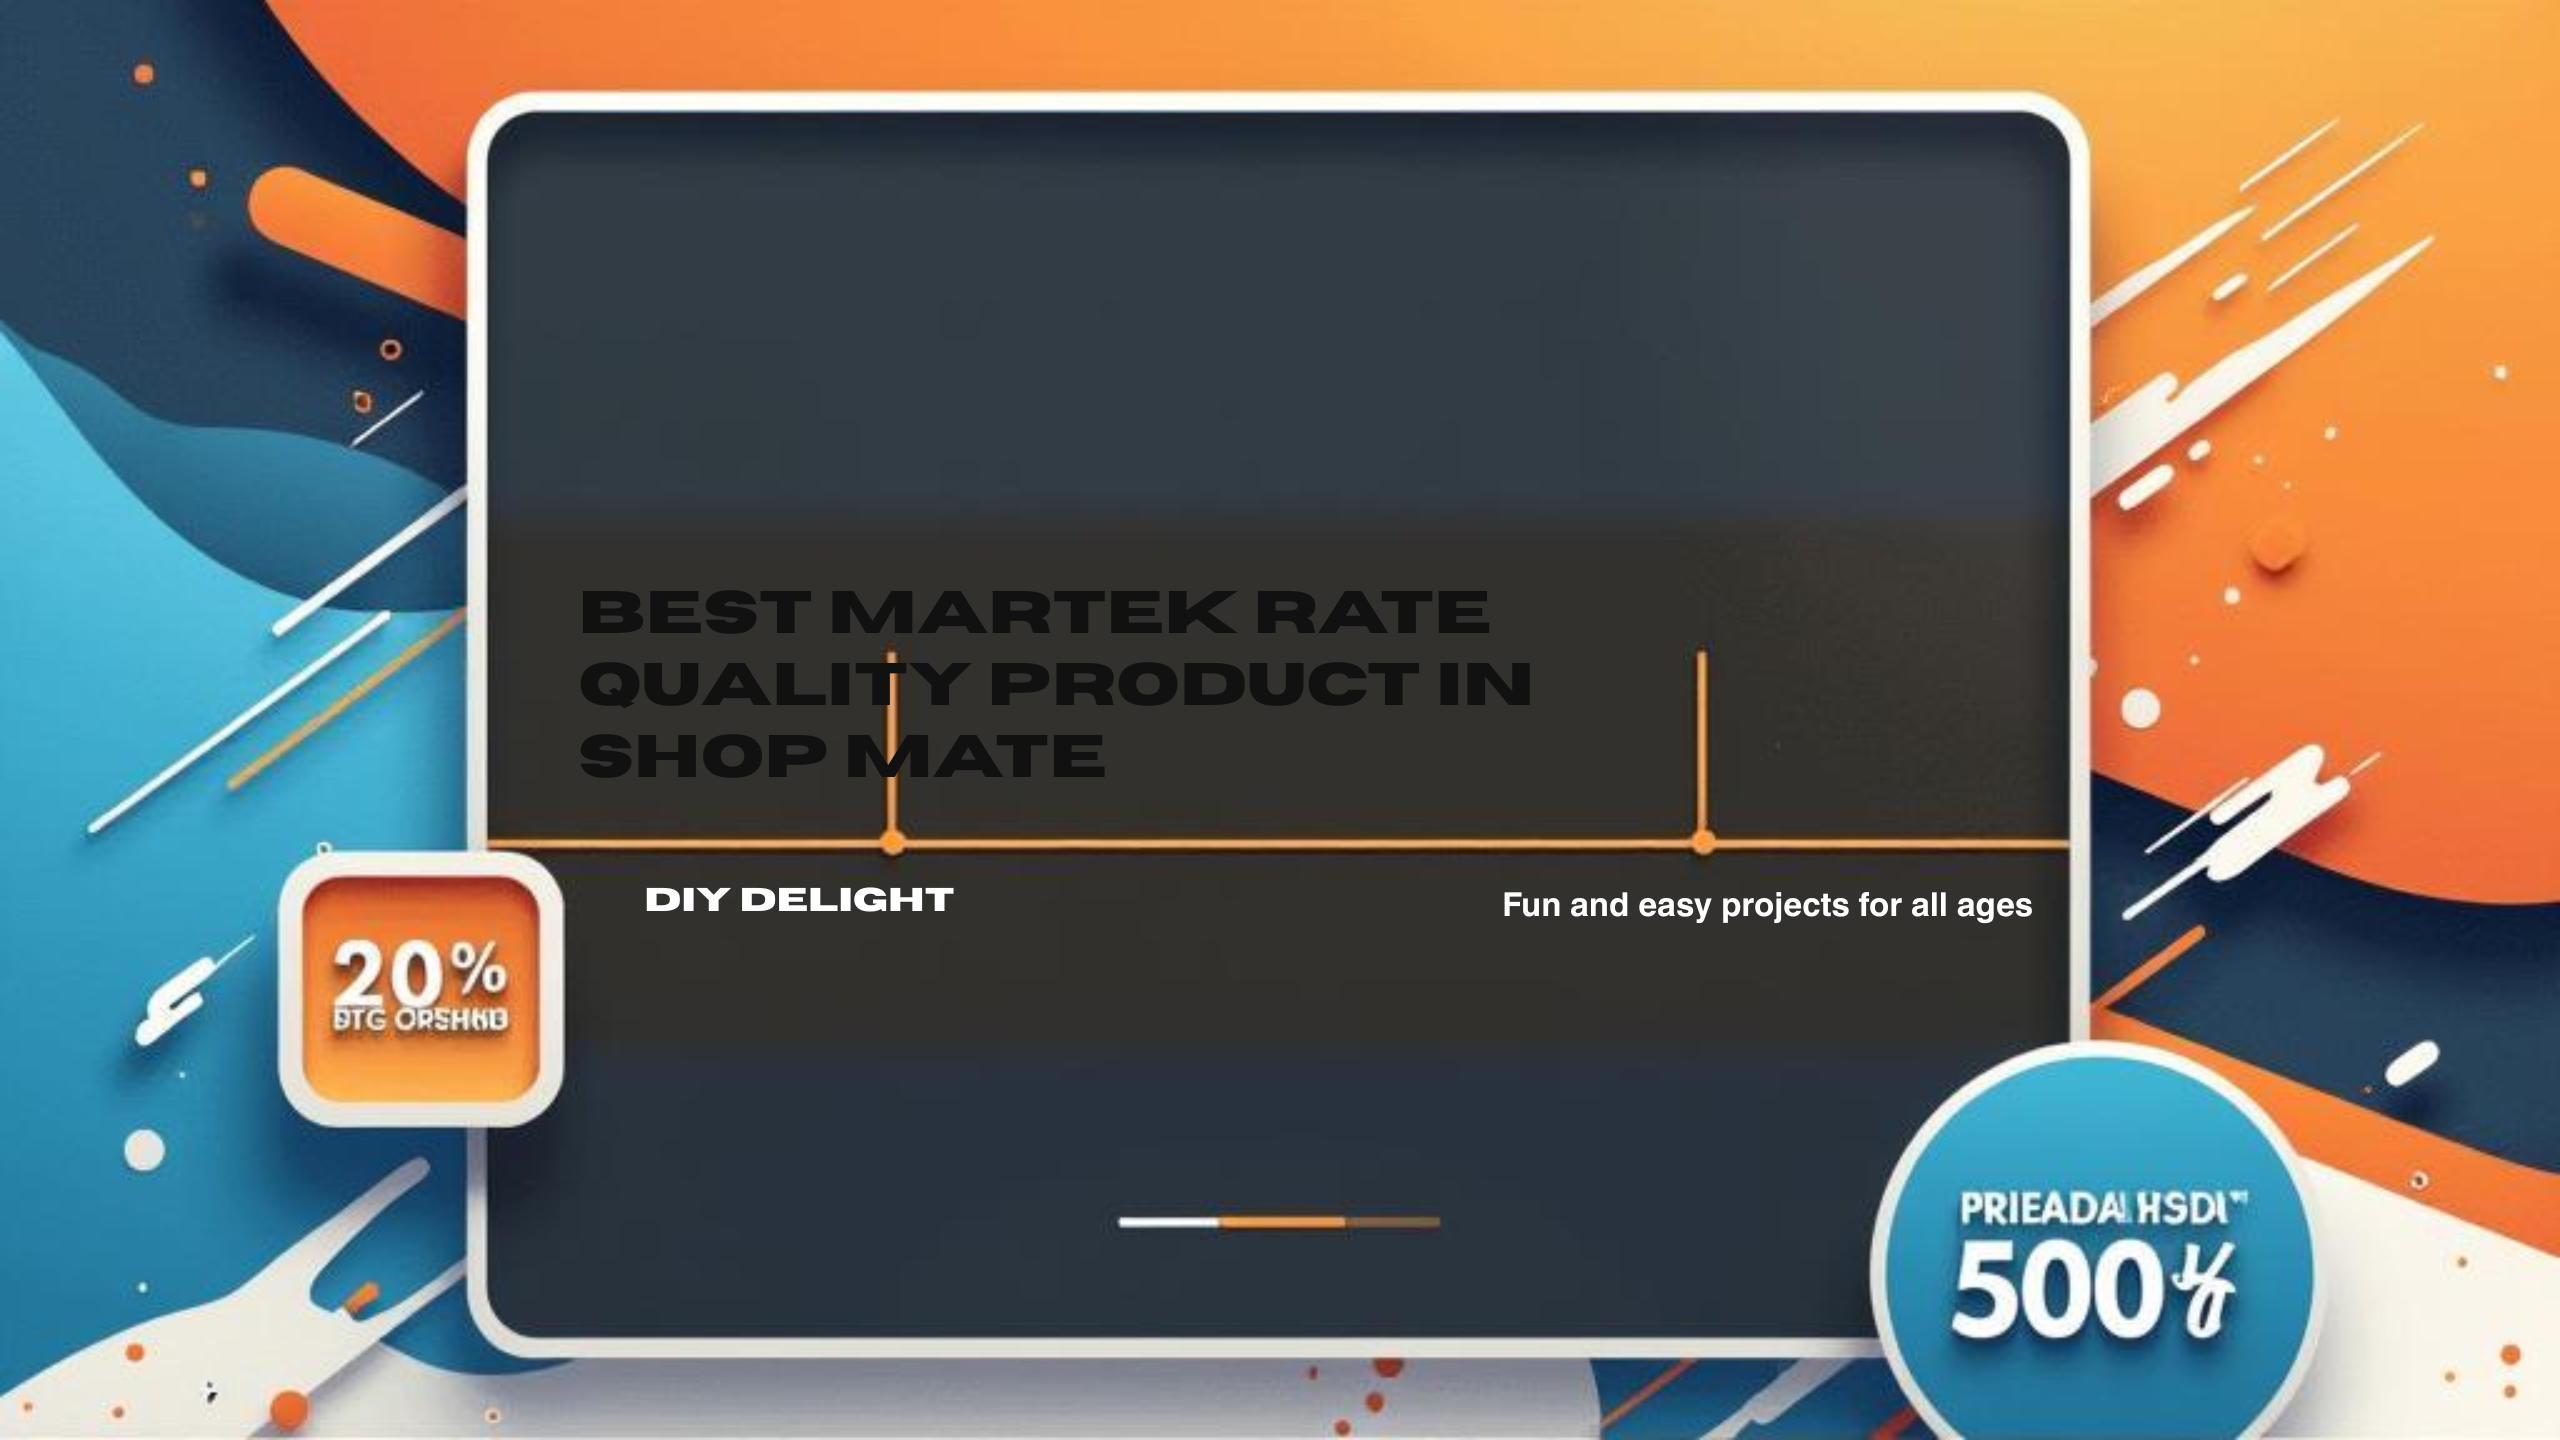 BEST MARTEK RATE
QUALITY PRODUCT IN
SHOP MATE
DIY DELIGHT
Fun and easy projects for all ages
20%
500